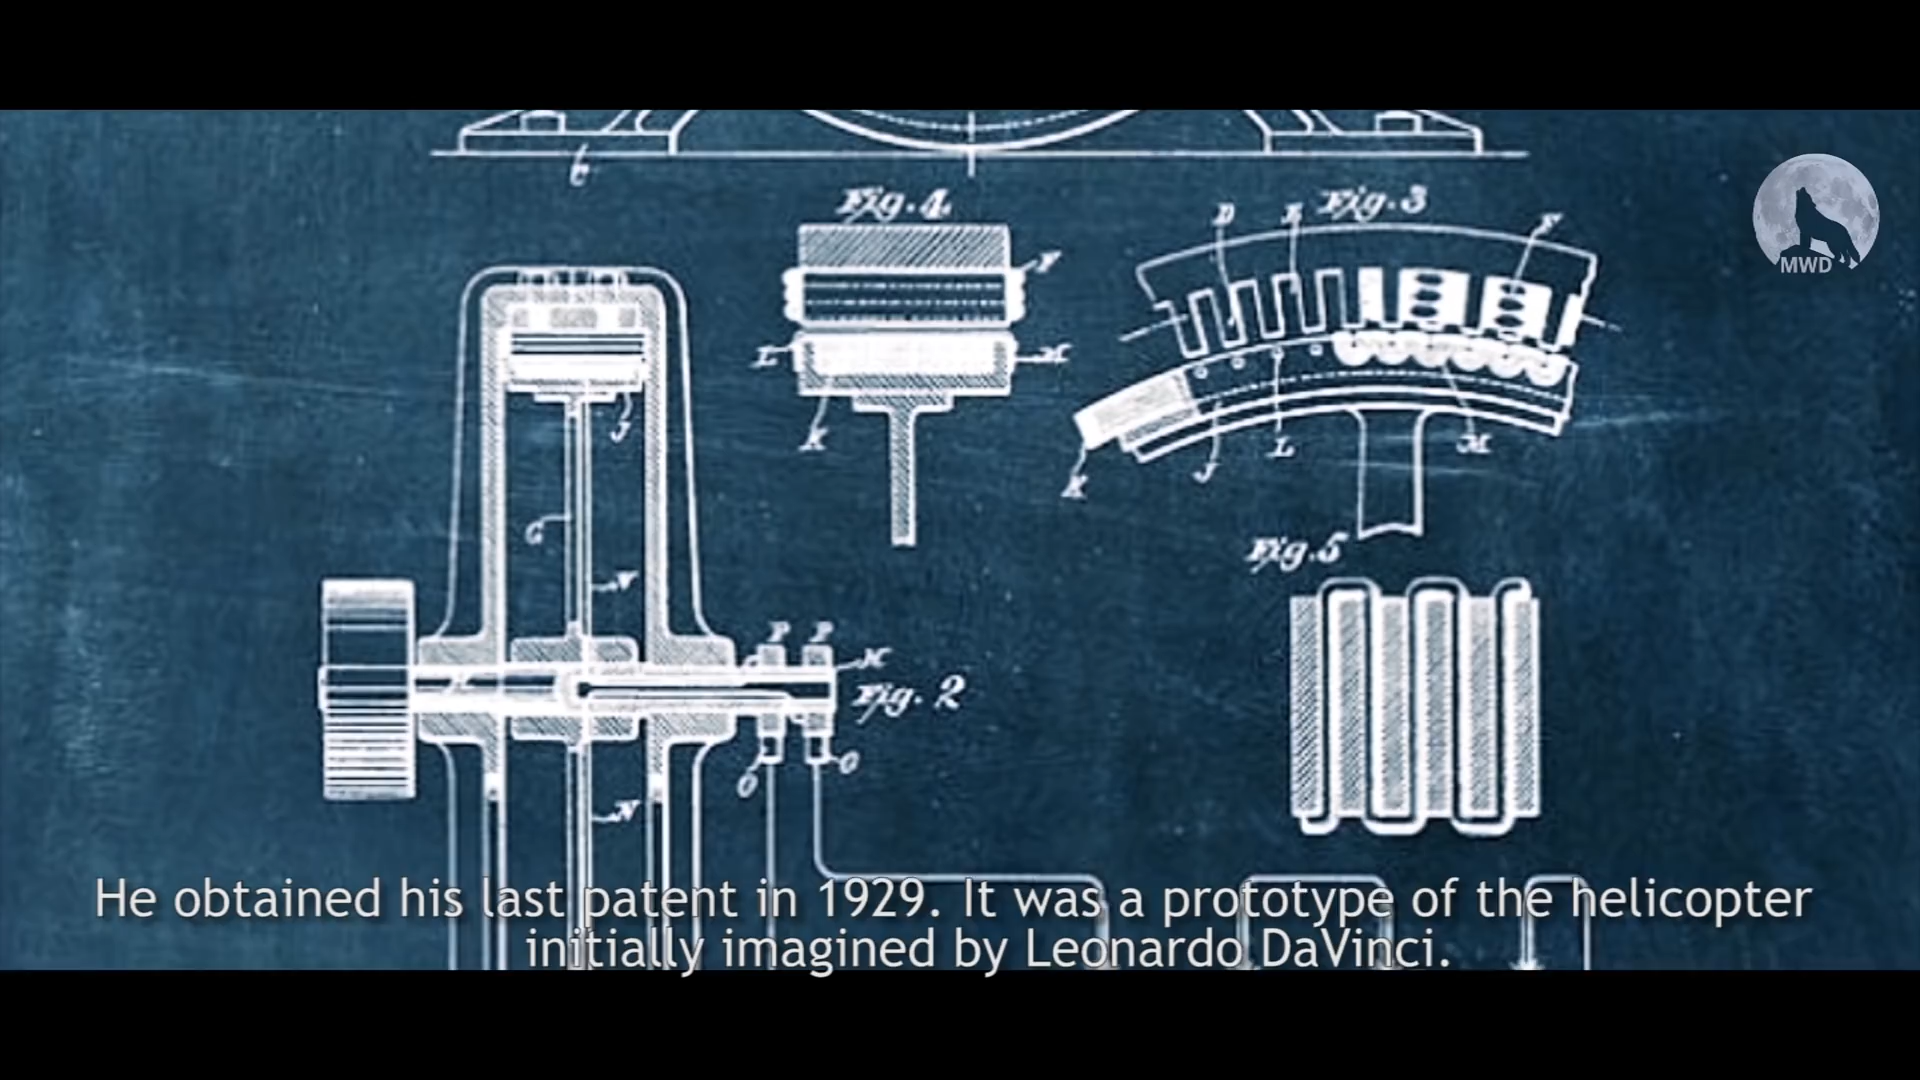 C
Fig. 4.
Fig. 3
D
E
F
F
MWD
L
M
J
K
L
M
J
K
G
Fig. 5
N
P P
H
Fig. 2
O
O
N
He obtained his last patent in 1929. It was a prototype of the helicopter
initially imagined by Leonardo DaVinci.